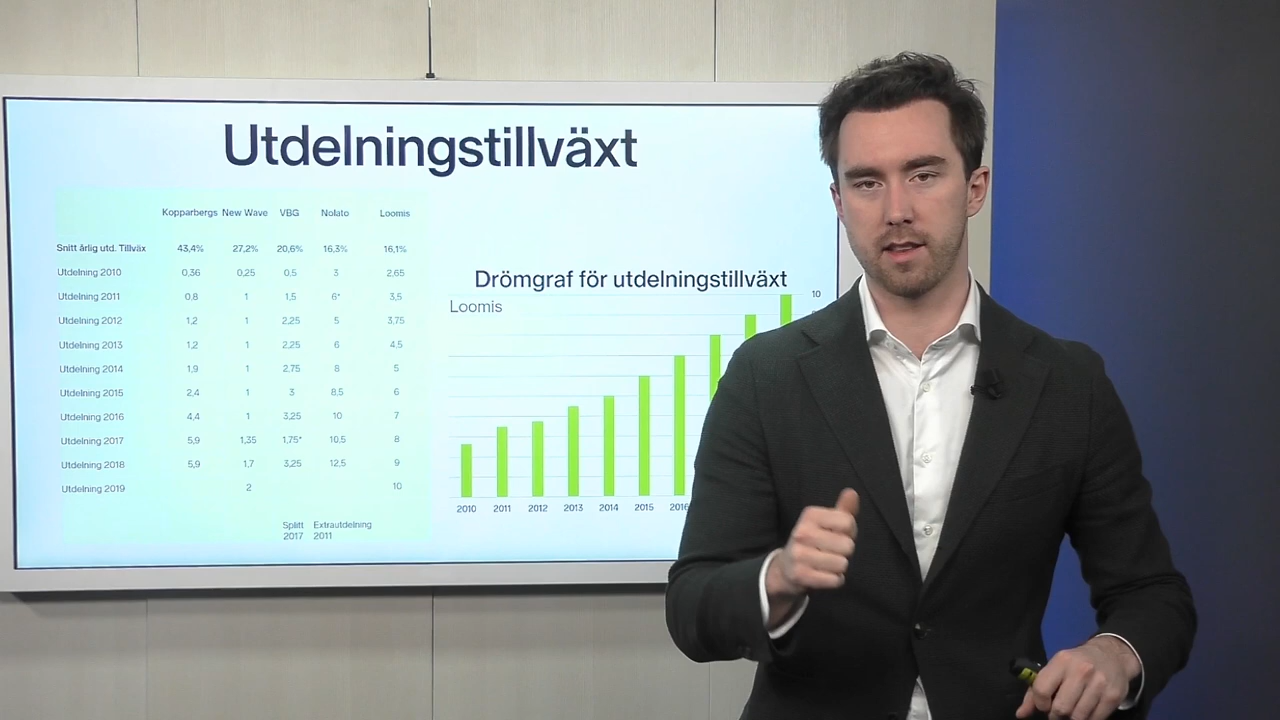 Utdelningstillväxt
Kopparbergs New Wave VBG Nolato Loomis
Snitt årlig utd. Tillväx 43,4% 27,2% 20,6% 16,3% 16,1%
Utdelning 2010 0,36 0,25 0,5 3 2,65
Utdelning 2011 0,8 1 1,5 6* 3,5
Utdelning 2012 1,2 1 2,25 5 3,75
Utdelning 2013 1,2 1 2,25 6 4,5
Utdelning 2014 1,9 1 2,75 8 5
Utdelning 2015 2,4 1 3 8,5 6
Utdelning 2016 4,4 1 3,25 10 7
Utdelning 2017 5,9 1,35 1,75* 10,5 8
Utdelning 2018 5,9 1,7 3,25 12,5 9
Utdelning 2019 2 10
Splitt Extrautdelning
2017 2011
Drömgraf för utdelningstillväxt
Loomis
10
2010 2011 2012 2013 2014 2015 2016